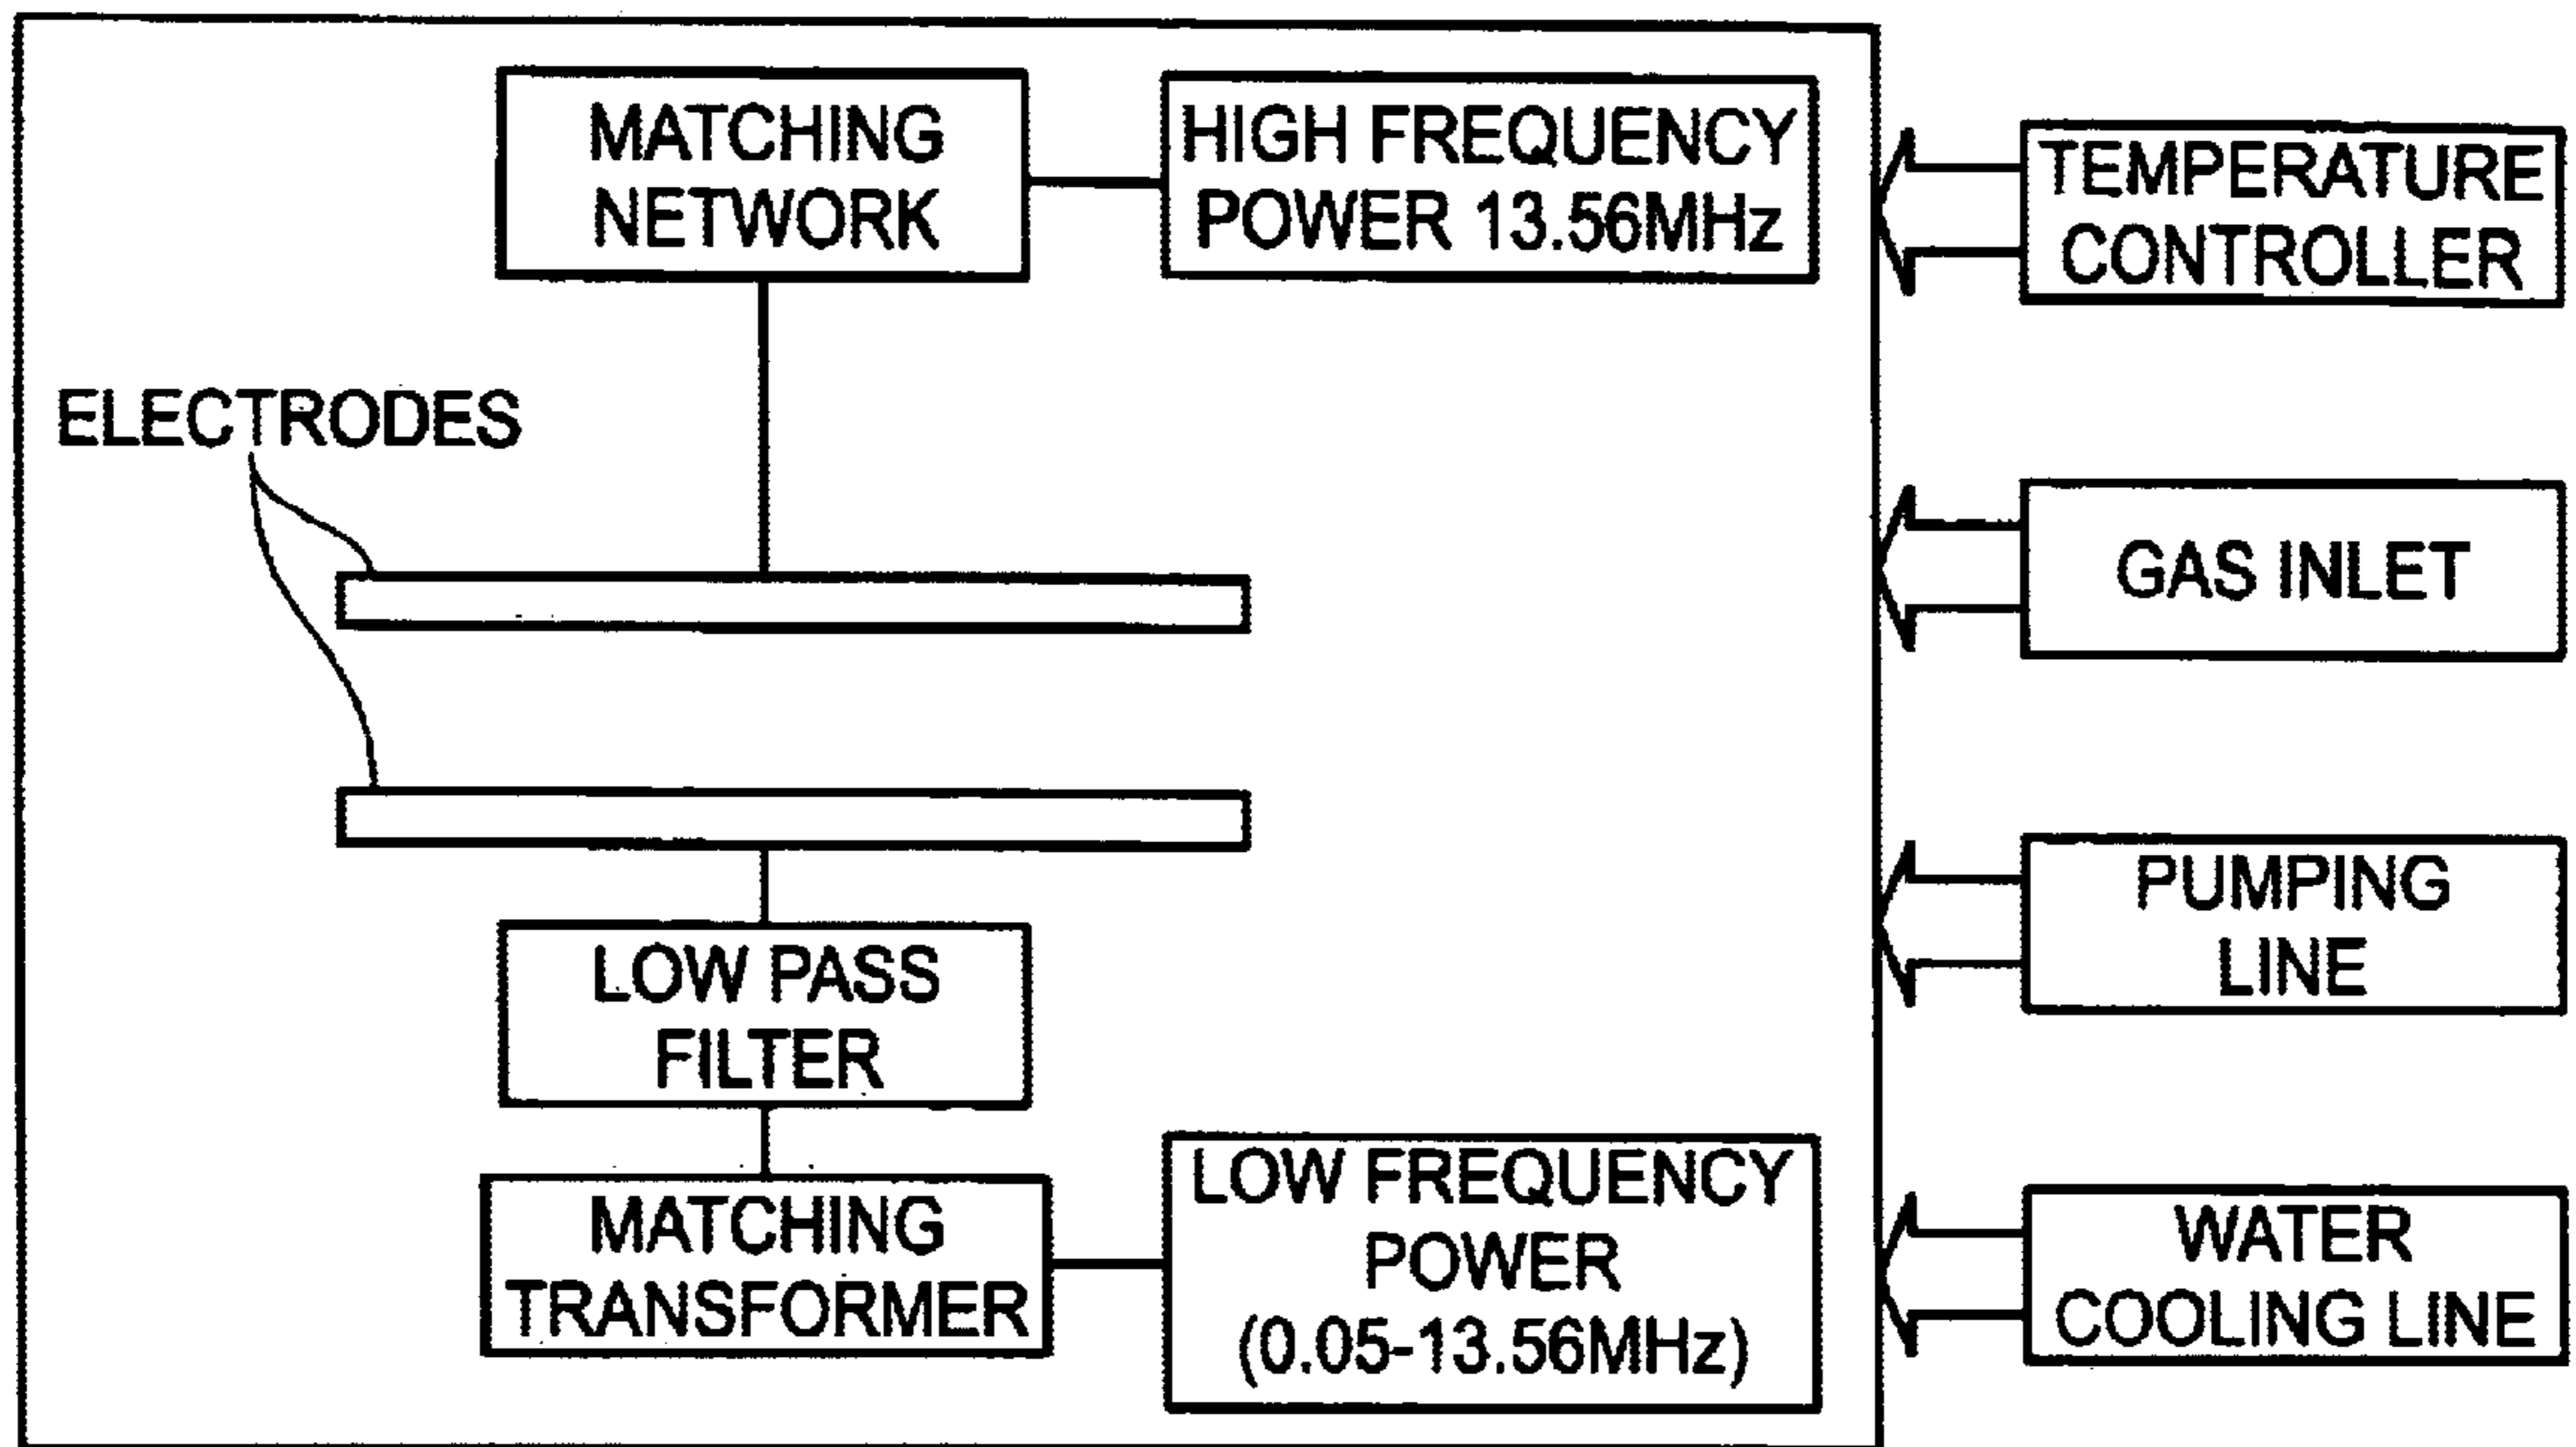 MATCHING
NETWORK
HIGH FREQUENCY
POWER 13.56MHz
TEMPERATURE
CONTROLLER
ELECTRODES
GAS INLET
PUMPING
LINE
LOW PASS
FILTER
MATCHING
TRANSFORMER
LOW FREQUENCY
POWER
(0.05-13.56MHz)
WATER
COOLING LINE